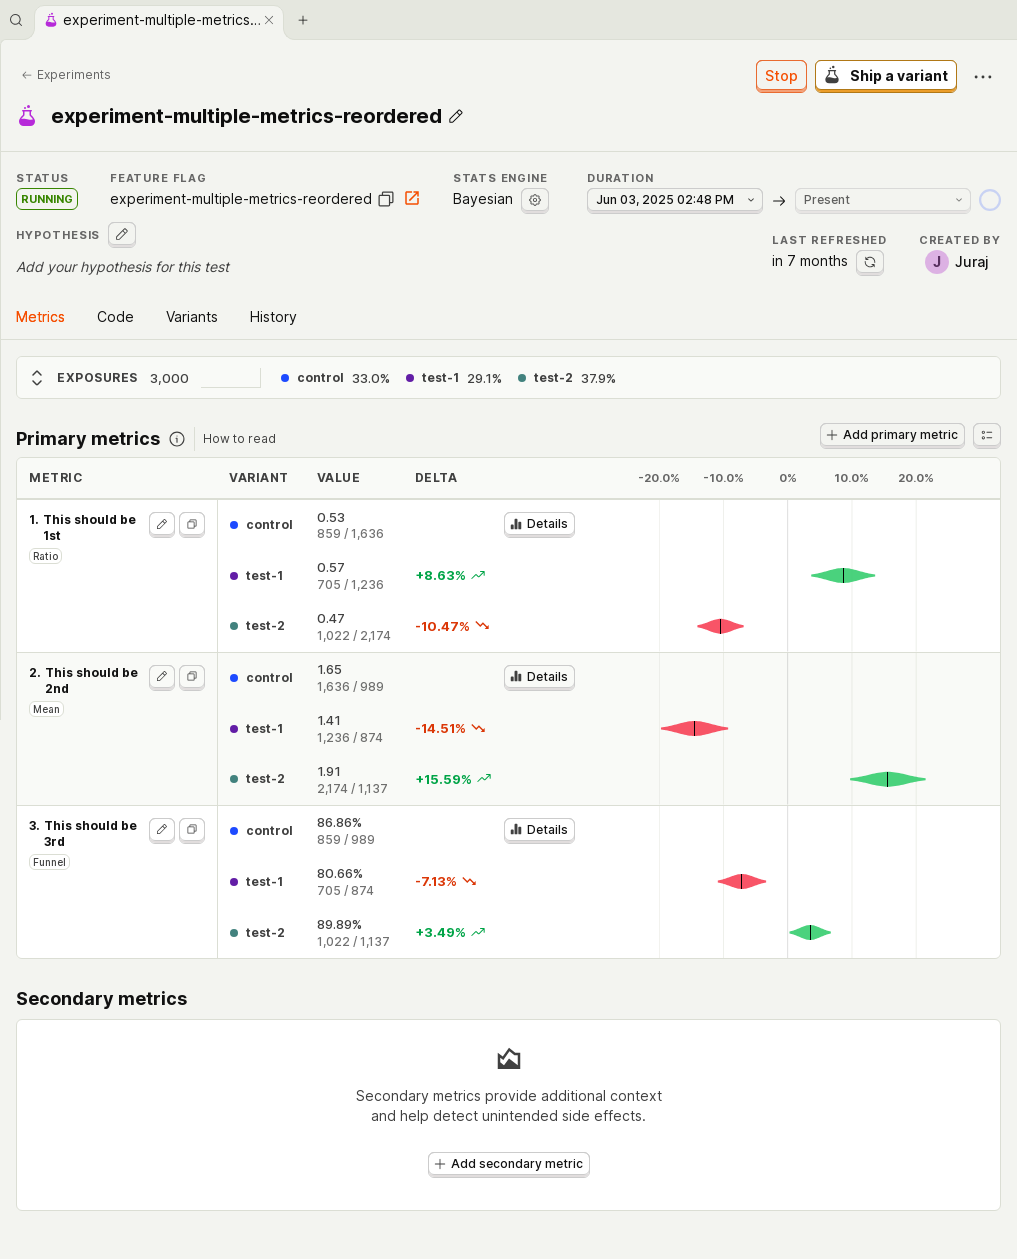 experiment-multiple-metrics...
Experiments
Stop
Ship a variant
experiment-multiple-metrics-reordered
STATUS
FEATURE FLAG
STATS ENGINE
DURATION
RUNNING
experiment-multiple-metrics-reordered
Bayesian
Jun 03, 2025 02:48 PM
Present
HYPOTHESIS
LAST REFRESHED
CREATED BY
Add your hypothesis for this test
in 7 months
J Juraj
Metrics Code Variants History
EXPOSURES 3,000 control 33.0% test-1 29.1% test-2 37.9%
Primary metrics How to read
Add primary metric
METRIC VARIANT VALUE DELTA -20.0% -10.0% 0% 10.0% 20.0%
1. This should be
1st
Ratio
control 0.53
859 / 1,636
Details
test-1 0.57
705 / 1,236
+8.63%
test-2 0.47
1,022 / 2,174
-10.47%
2. This should be
2nd
Mean
control 1.65
1,636 / 989
Details
test-1 1.41
1,236 / 874
-14.51%
test-2 1.91
2,174 / 1,137
+15.59%
3. This should be
3rd
Funnel
control 86.86%
859 / 989
Details
test-1 80.66%
705 / 874
-7.13%
test-2 89.89%
1,022 / 1,137
+3.49%
Secondary metrics
Secondary metrics provide additional context
and help detect unintended side effects.
Add secondary metric